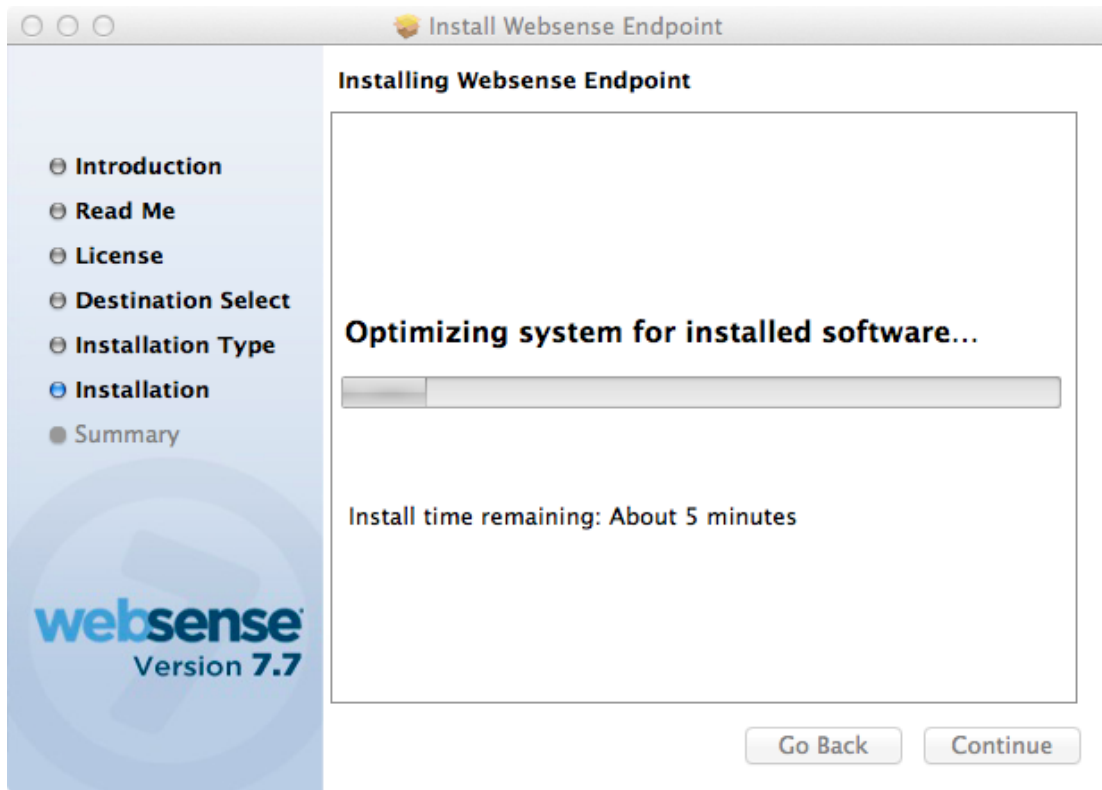 Install Websense Endpoint
Installing Websense Endpoint
Introduction
Read Me
License
Destination Select
Installation Type
Installation
Summary
Optimizing system for installed software...
Install time remaining: About 5 minutes
websense
Version 7.7
Go Back
Continue